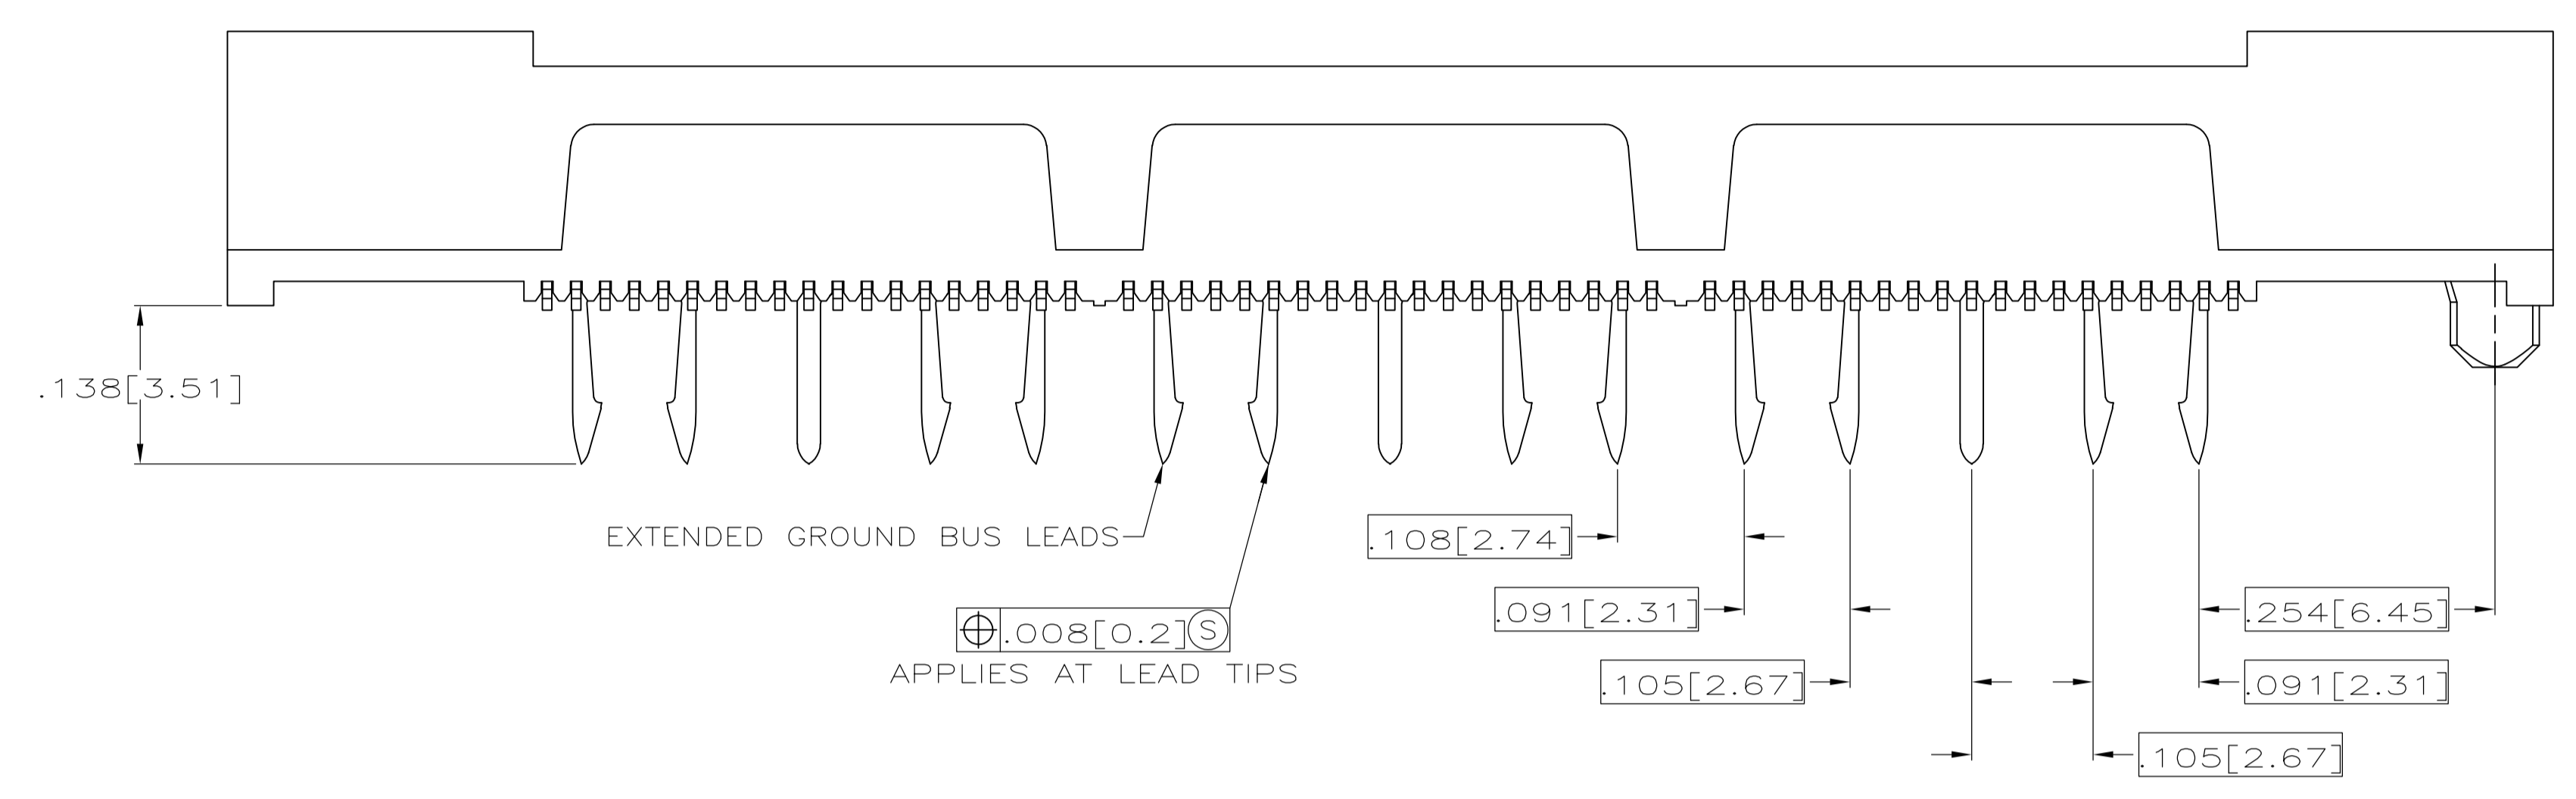 .138[3.51]
EXTENDED GROUND BUS LEADS
.108[2.74]
.091[2.31]
.254[6.45]
⌖ .008[0.2] Ⓢ
APPLIES AT LEAD TIPS
.105[2.67]
.091[2.31]
.105[2.67]